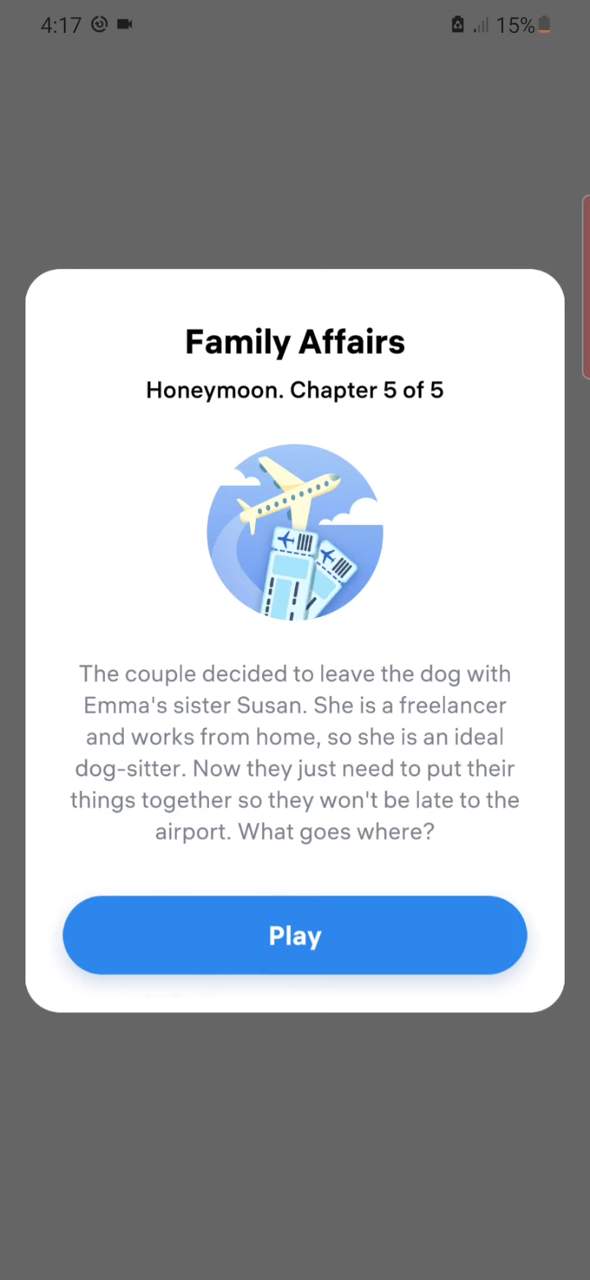 4:17 15%
Family Affairs
Honeymoon. Chapter 5 of 5
The couple decided to leave the dog with
Emma's sister Susan. She is a freelancer
and works from home, so she is an ideal
dog-sitter. Now they just need to put their
things together so they won't be late to the
airport. What goes where?
Play